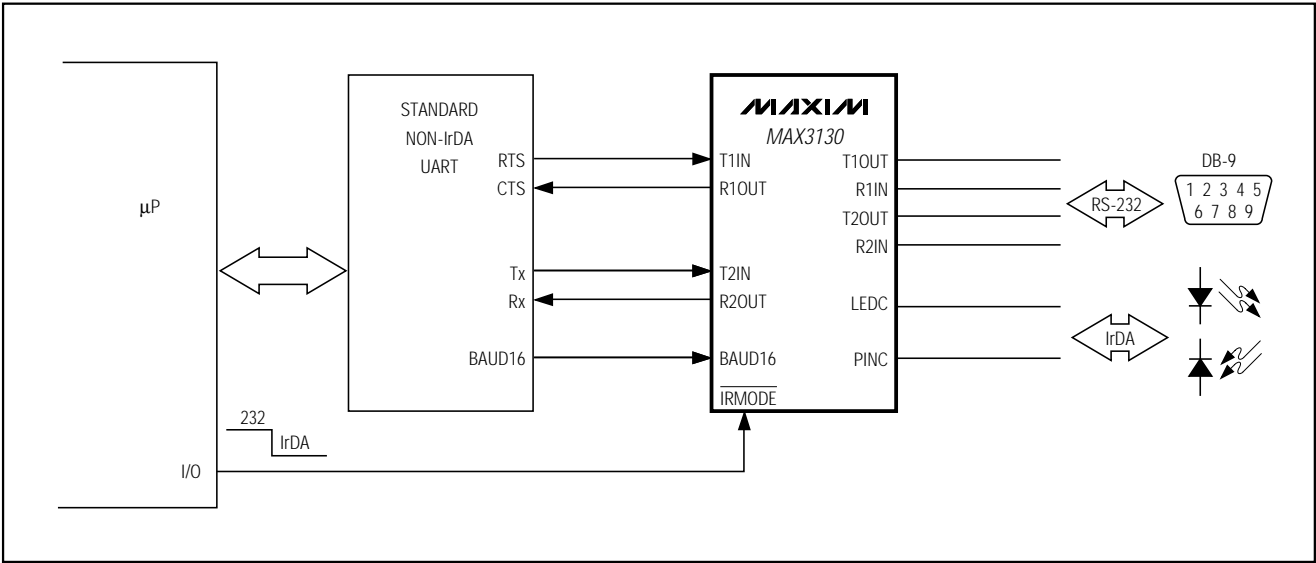 µP
I/O
232
IrDA
STANDARD
NON-IrDA
UART
RTS
CTS
Tx
Rx
BAUD16
MAXIM
MAX3130
T1IN
R1OUT
T2IN
R2OUT
BAUD16
IRMODE
T1OUT
R1IN
T2OUT
R2IN
LEDC
PINC
RS-232
IrDA
DB-9
1 2 3 4 5
6 7 8 9